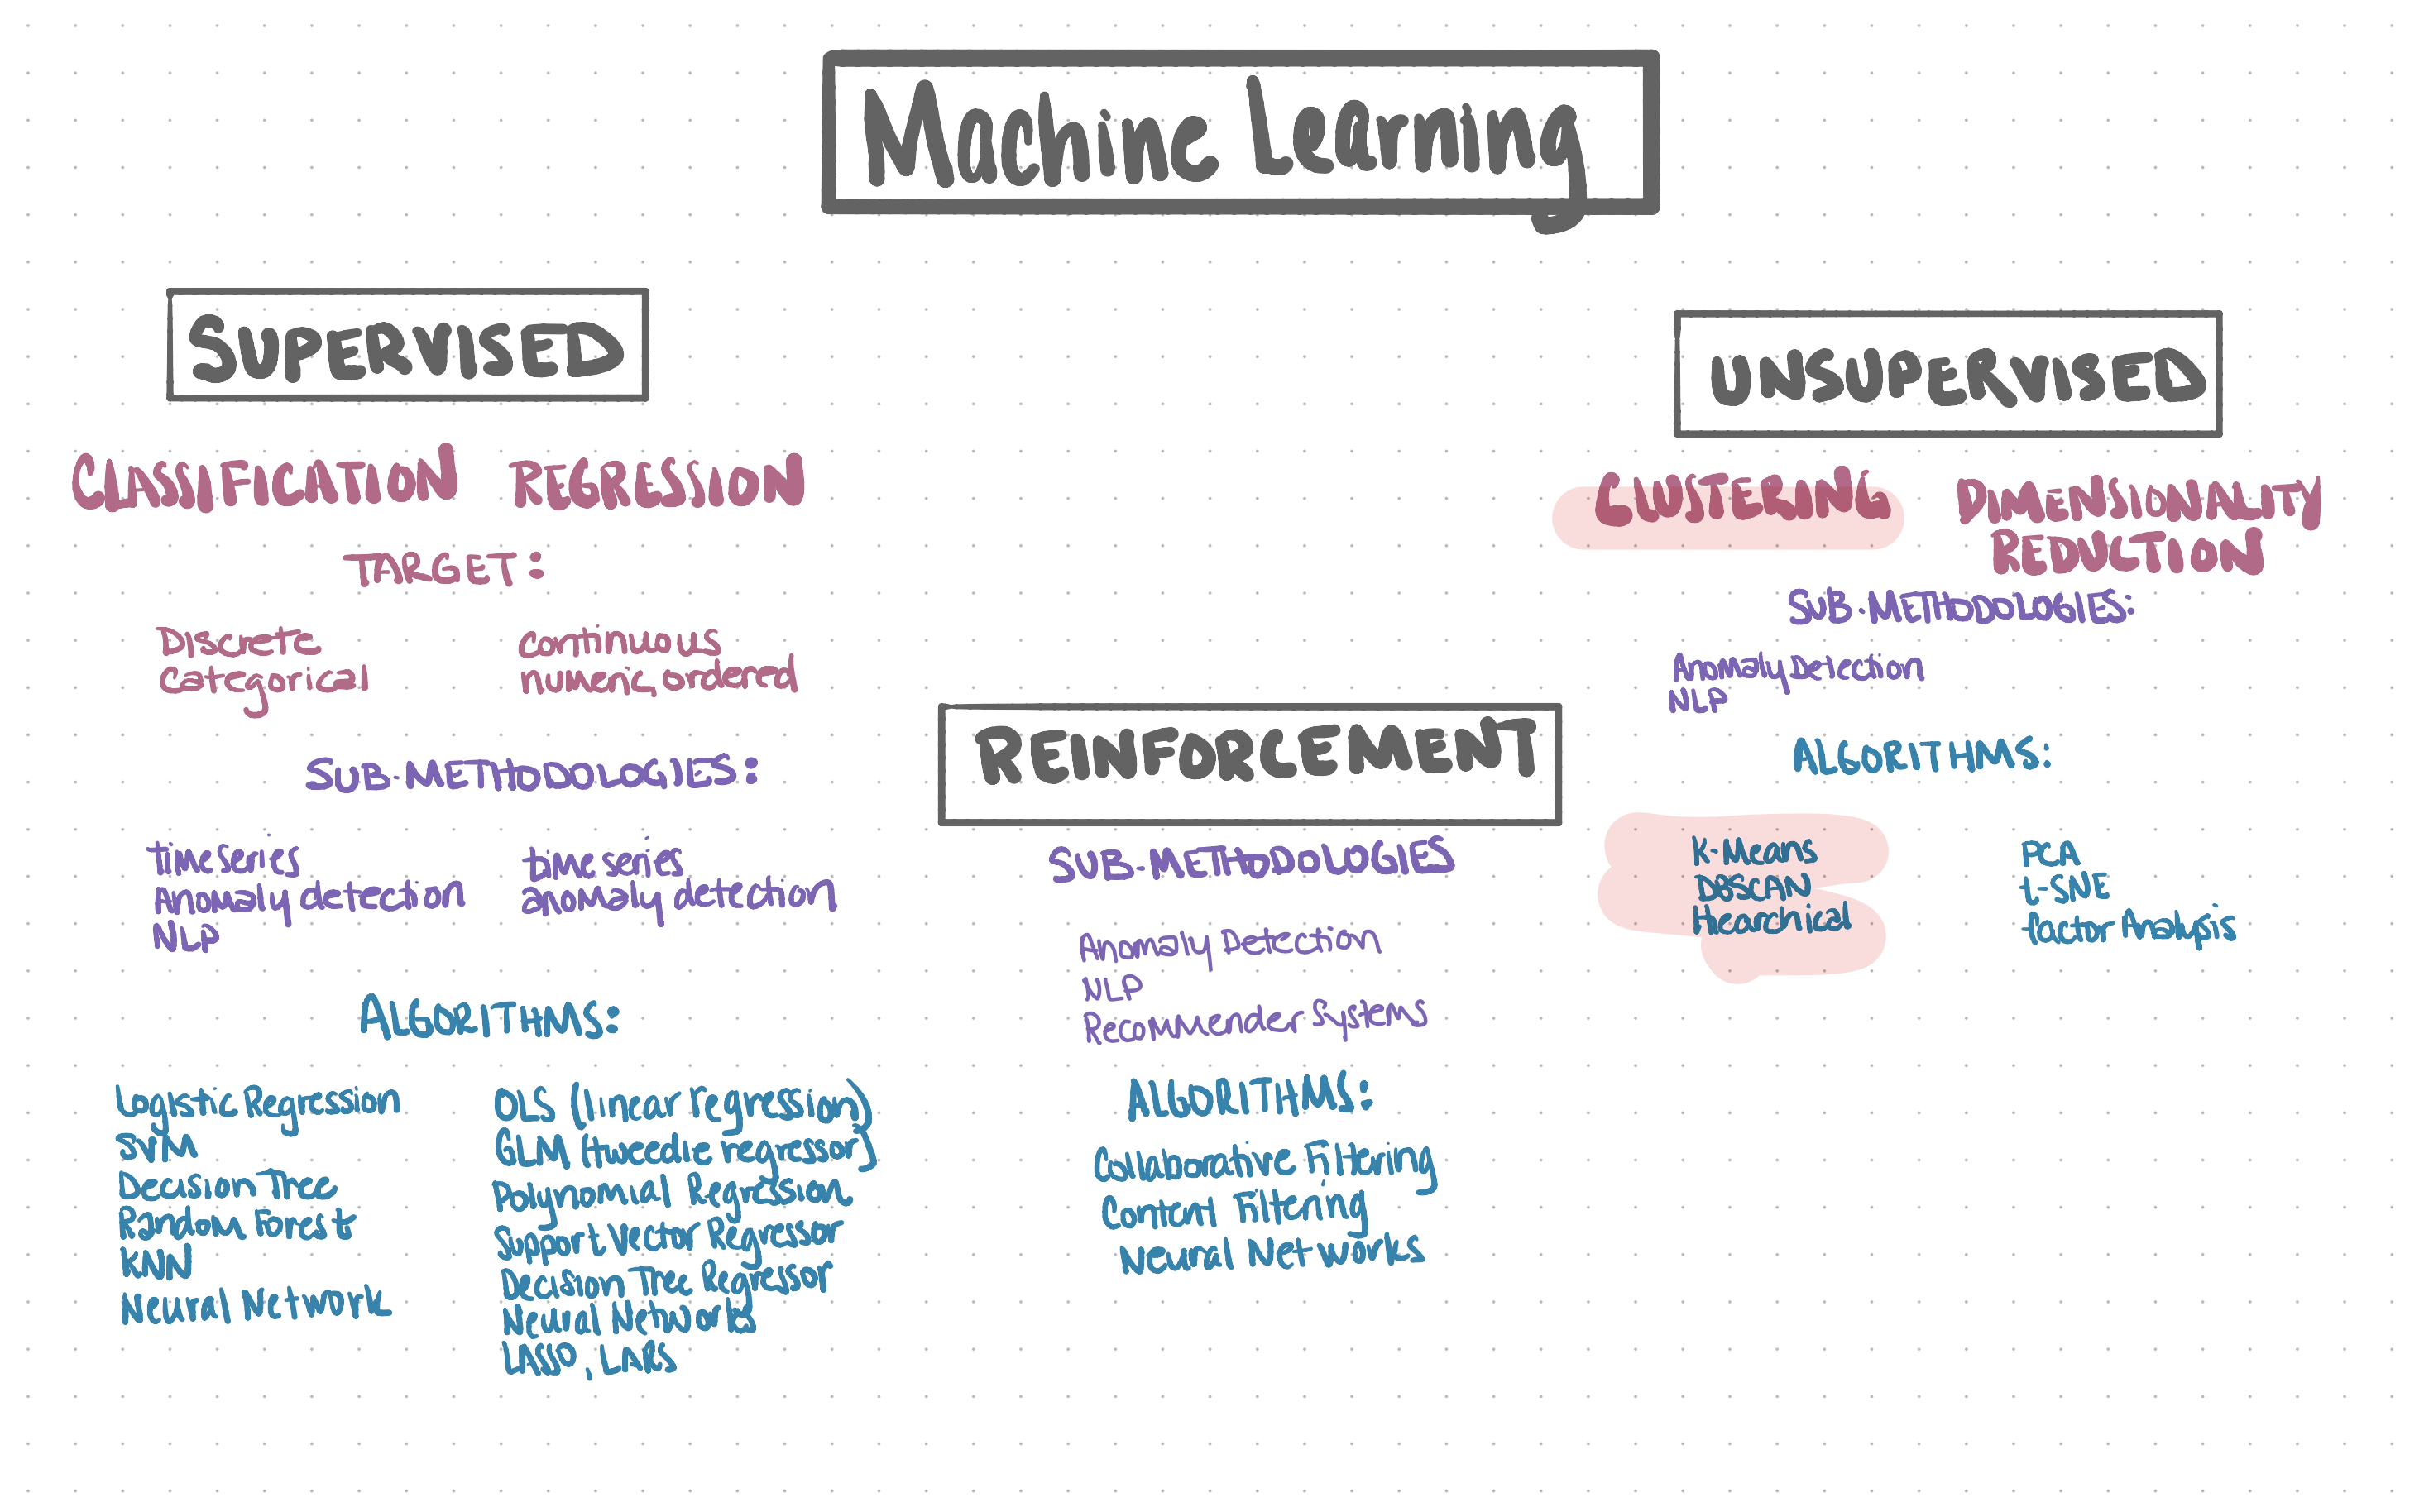 Machine Learning
SUPERVISED
CLASSIFICATION REGRESSION
TARGET:
Discrete
Categorical
continuous
numeric, ordered
SUB-METHODOLOGIES:
time series
Anomaly detection
NLP
time series
anomaly detection
ALGORITHMS:
Logistic Regression
SVM
Decision Tree
Random Forest
KNN
Neural Network
OLS (linear regression)
GLM (tweedie regressor)
Polynomial Regression
Support Vector Regressor
Decision Tree Regressor
Neural Networks
LASSO, LARS
REINFORCEMENT
SUB-METHODOLOGIES
Anomaly Detection
NLP
Recommender Systems
ALGORITHMS:
Collaborative Filtering
Content Filtering
Neural Networks
UNSUPERVISED
CLUSTERING
DIMENSIONALITY
REDUCTION
SUB-METHODOLOGIES:
Anomaly Detection
NLP
ALGORITHMS:
K-Means
DBSCAN
Hearchical
PCA
t-SNE
factor Analysis